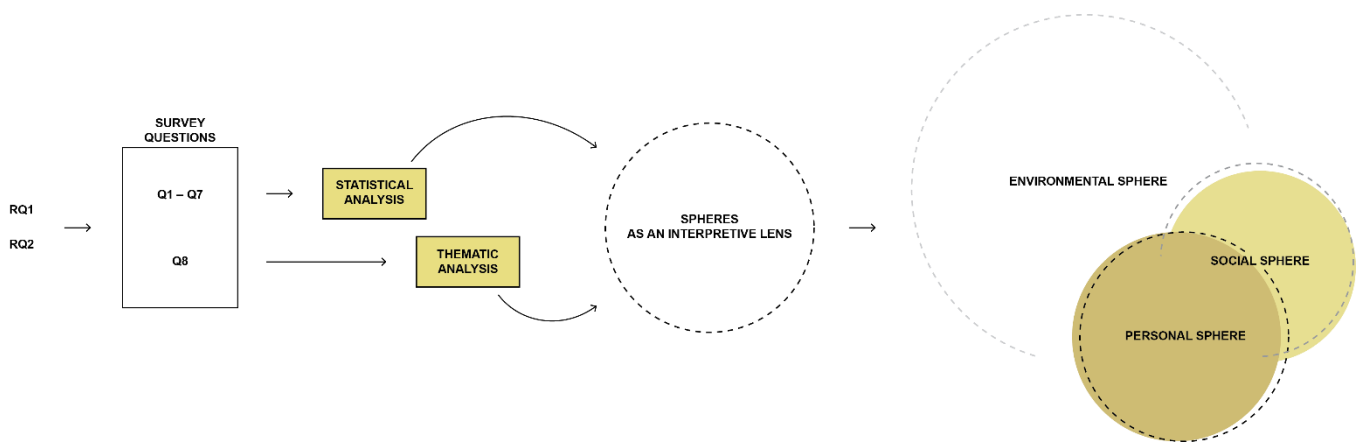 RQ1
RQ2
SURVEY
QUESTIONS
Q1 – Q7
Q8
STATISTICAL
ANALYSIS
THEMATIC
ANALYSIS
SPHERES
AS AN INTERPRETIVE LENS
ENVIRONMENTAL SPHERE
SOCIAL SPHERE
PERSONAL SPHERE